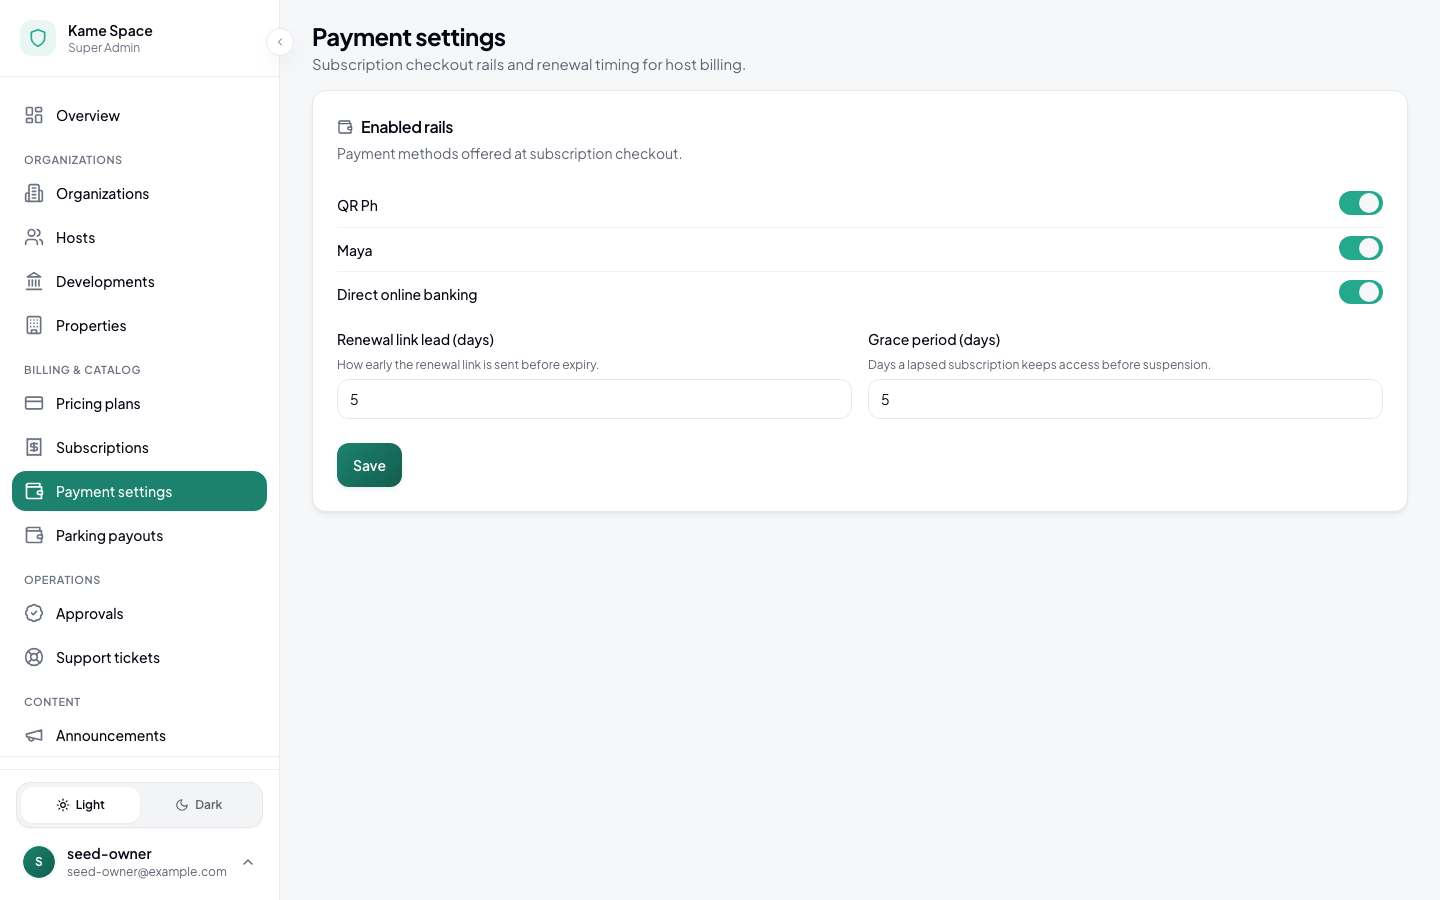 Kame Space
Super Admin
Overview
ORGANIZATIONS
Organizations
Hosts
Developments
Properties
BILLING & CATALOG
Pricing plans
Subscriptions
Payment settings
Parking payouts
OPERATIONS
Approvals
Support tickets
CONTENT
Announcements
Light
Dark
S
seed-owner
seed-owner@example.com
Payment settings
Subscription checkout rails and renewal timing for host billing.
Enabled rails
Payment methods offered at subscription checkout.
QR Ph
Maya
Direct online banking
Renewal link lead (days)
How early the renewal link is sent before expiry.
5
Grace period (days)
Days a lapsed subscription keeps access before suspension.
5
Save